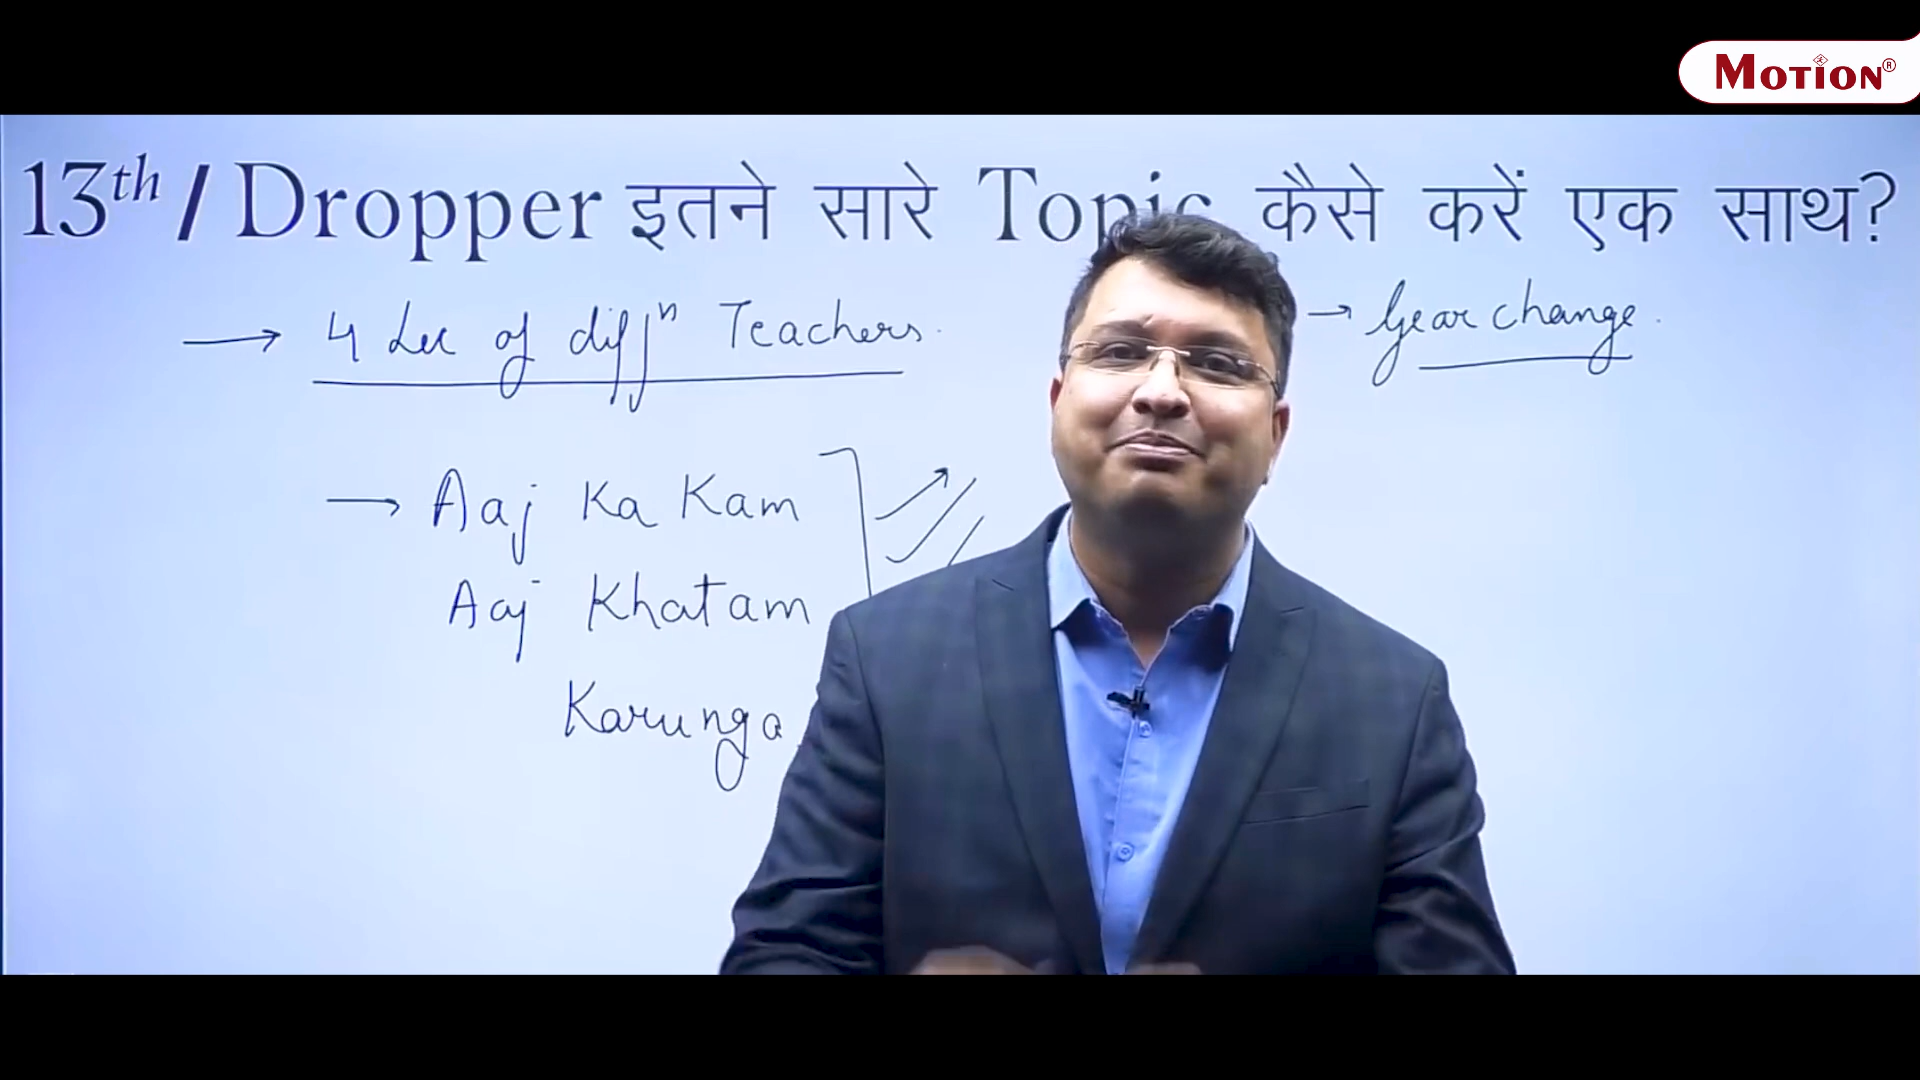 MOTION®
13th / Dropper इतने सारे Topic कैसे करें एक साथ?
→ 4 Lec of diffn Teachers.
→ Gear change.
→ Aaj Ka Kam
Aaj Khatam
Karunga